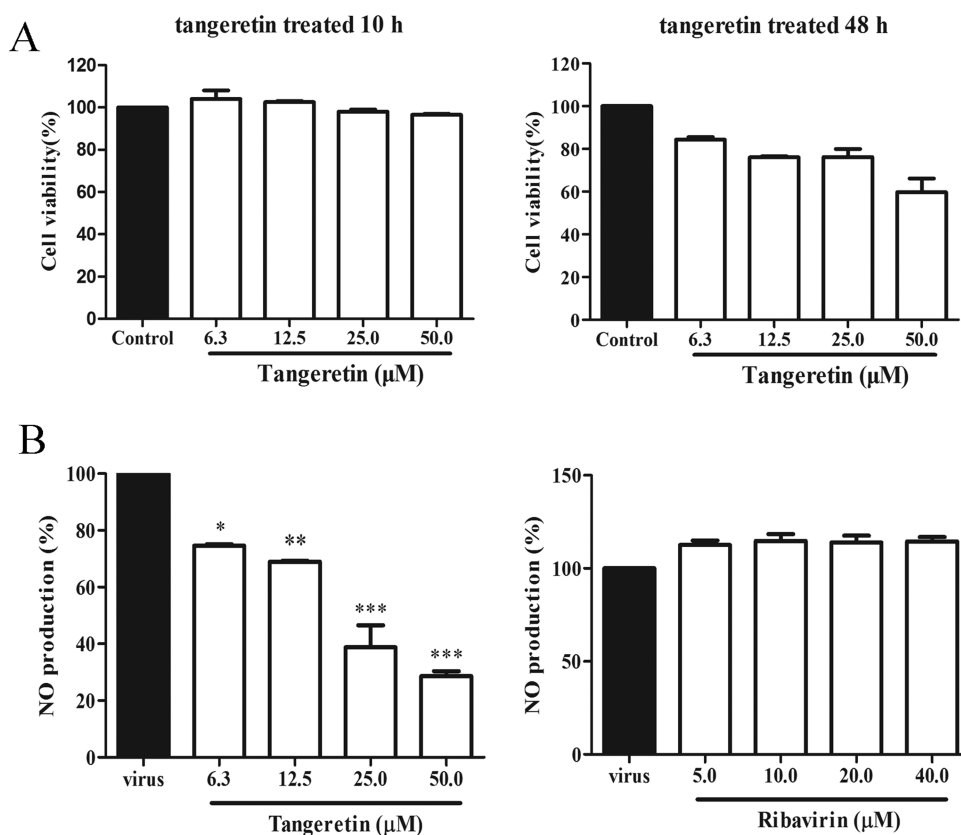 A
tangeretin treated 10 h
Cell viability(%)
120
100
80
60
40
20
0
Control 6.3 12.5 25.0 50.0
Tangeretin (μM)
tangeretin treated 48 h
Cell viability(%)
120
100
80
60
40
20
0
Control 6.3 12.5 25.0 50.0
Tangeretin (μM)
B
NO production (%)
100
80
60
40
20
0
* ** *** ***
virus 6.3 12.5 25.0 50.0
Tangeretin (μM)
NO production (%)
150
100
50
0
virus 5.0 10.0 20.0 40.0
Ribavirin (μM)